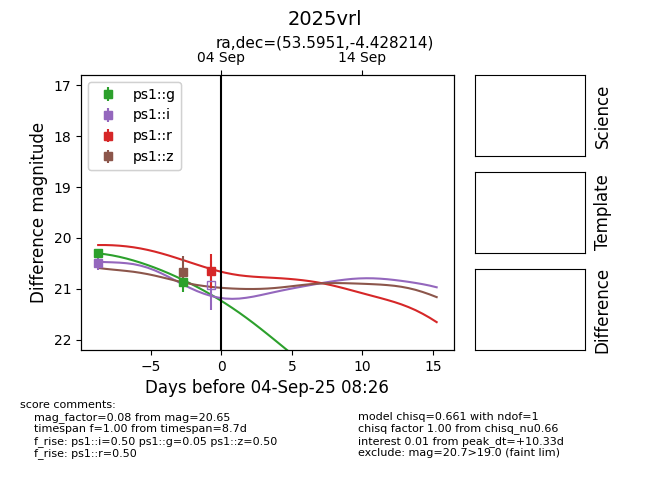 2025vrl
ra,dec=(53.5951,-4.428214)
04 Sep
14 Sep
17
18
19
20
21
22
Difference magnitude
ps1::g
ps1::i
ps1::r
ps1::z
−5
0
5
10
15
Days before 04-Sep-25 08:26
Science
Template
Difference
score comments:
mag_factor=0.08 from mag=20.65
timespan f=1.00 from timespan=8.7d
f_rise: ps1::i=0.50 ps1::g=0.05 ps1::z=0.50
f_rise: ps1::r=0.50
model chisq=0.661 with ndof=1
chisq factor 1.00 from chisq_nu0.66
interest 0.01 from peak_dt=+10.33d
exclude: mag=20.7>19.0 (faint lim)